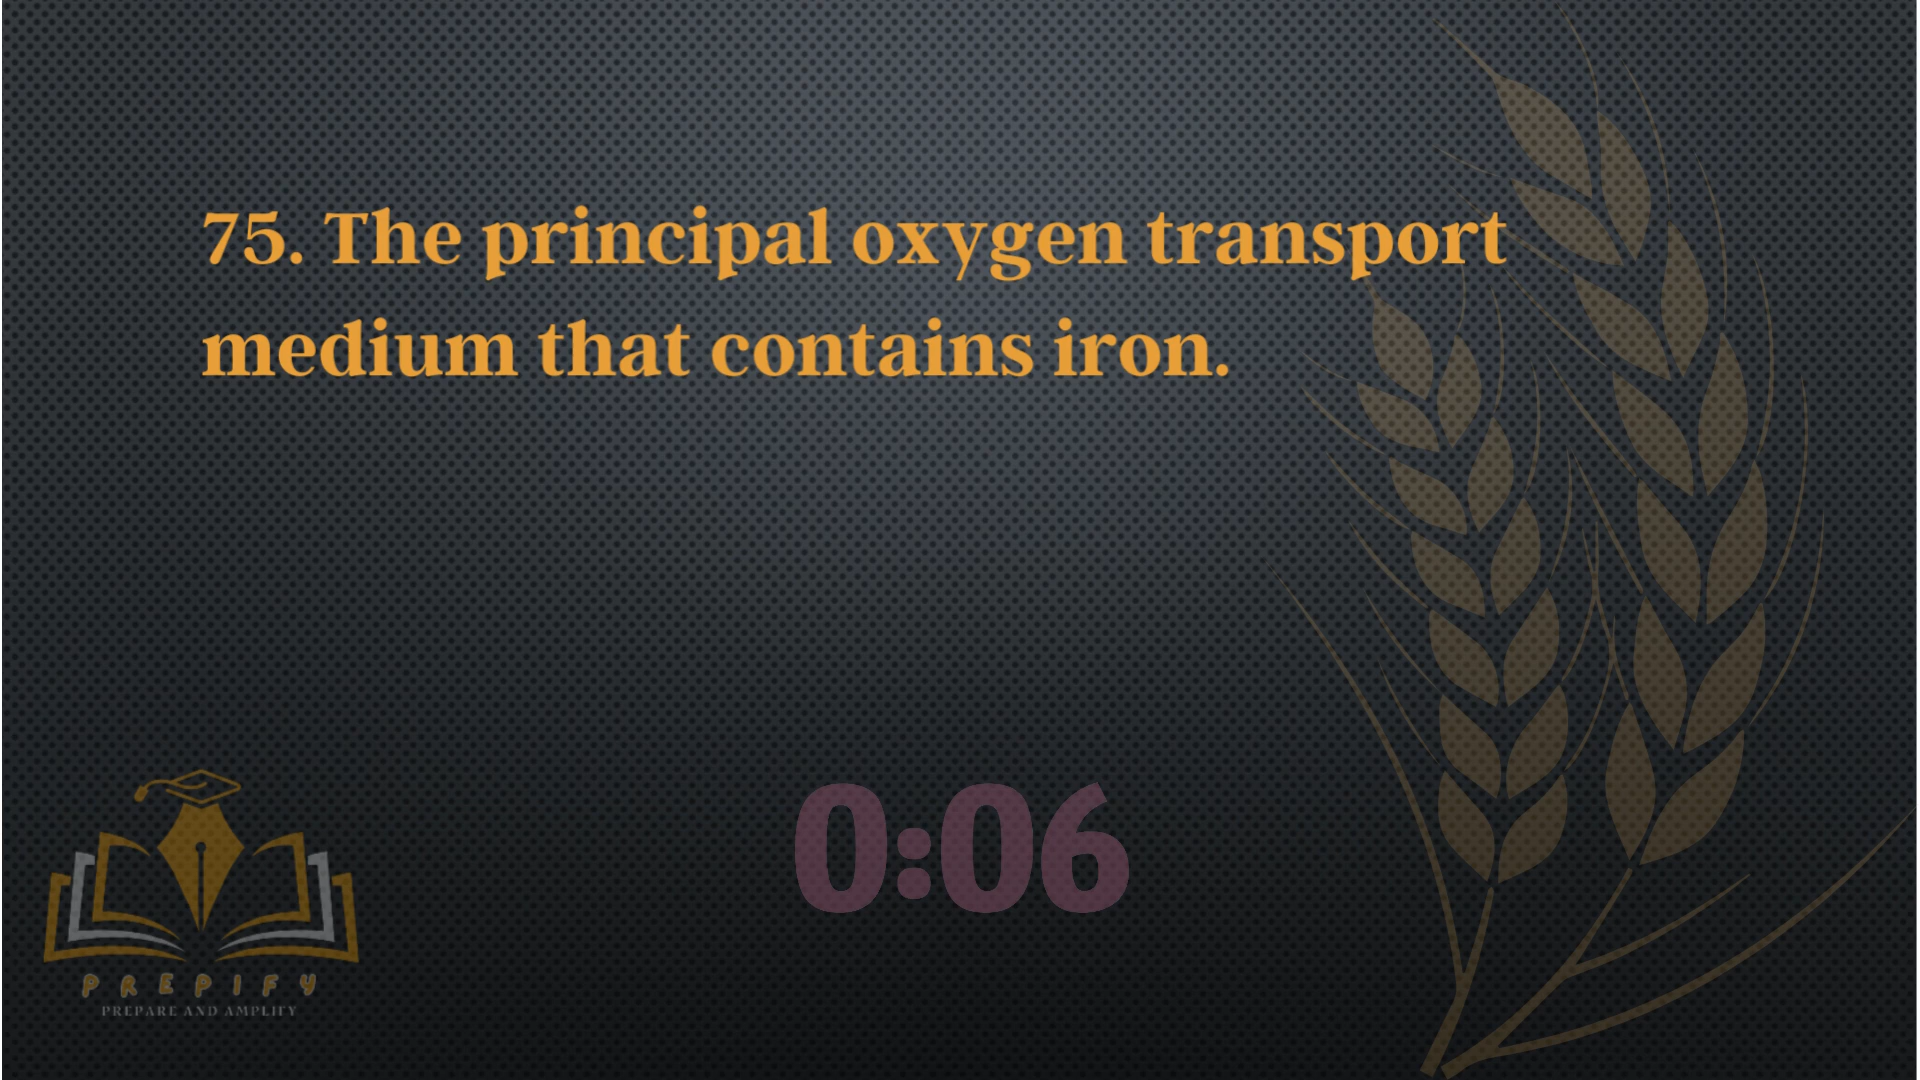 75. The principal oxygen transport
medium that contains iron.
0:06
PREPIFY
PREPARE AND AMPLIFY